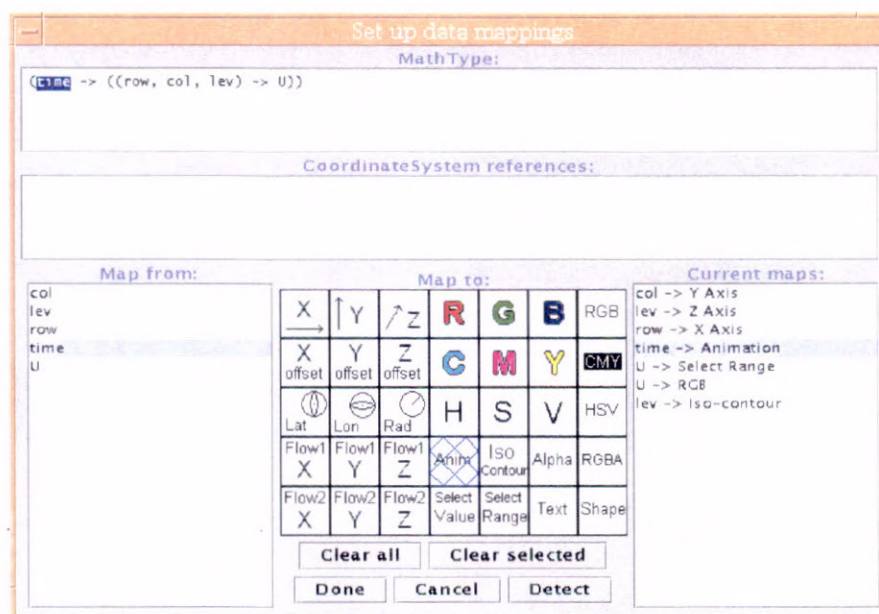 Set up data mappings
MathType:
(time -> ((row, col, lev) -> U))
CoordinateSystem references:
Map from:
col
lev
row
time
U
Map to:
X Y Z R G B RGB
X offset Y offset Z offset C M Y CMY
Lat Lon Rad H S V HSV
Flow1 X Flow1 Y Flow1 Z Anim Iso Contour Alpha RGBA
Flow2 X Flow2 Y Flow2 Z Select Value Select Range Text Shape
Clear all Clear selected
Done Cancel Detect
Current maps:
col -> Y Axis
lev -> Z Axis
row -> X Axis
time -> Animation
U -> Select Range
U -> RGB
lev -> Iso-contour